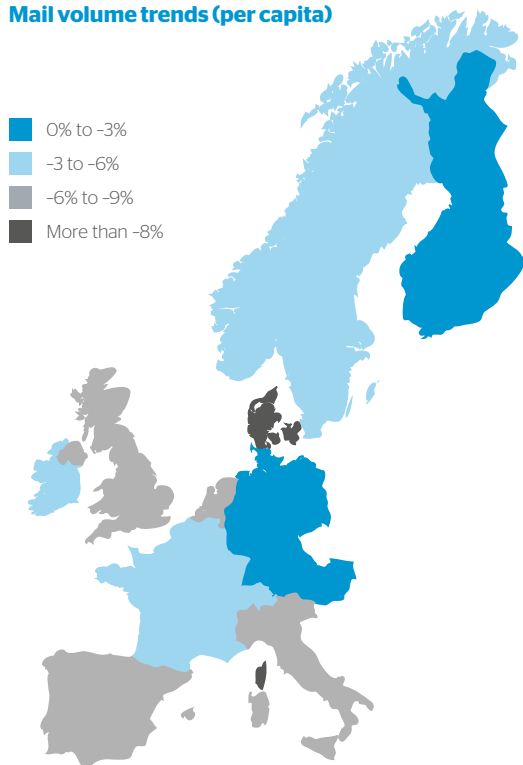 Mail volume trends (per capita)
0% to -3%
-3 to -6%
-6% to -9%
More than -8%